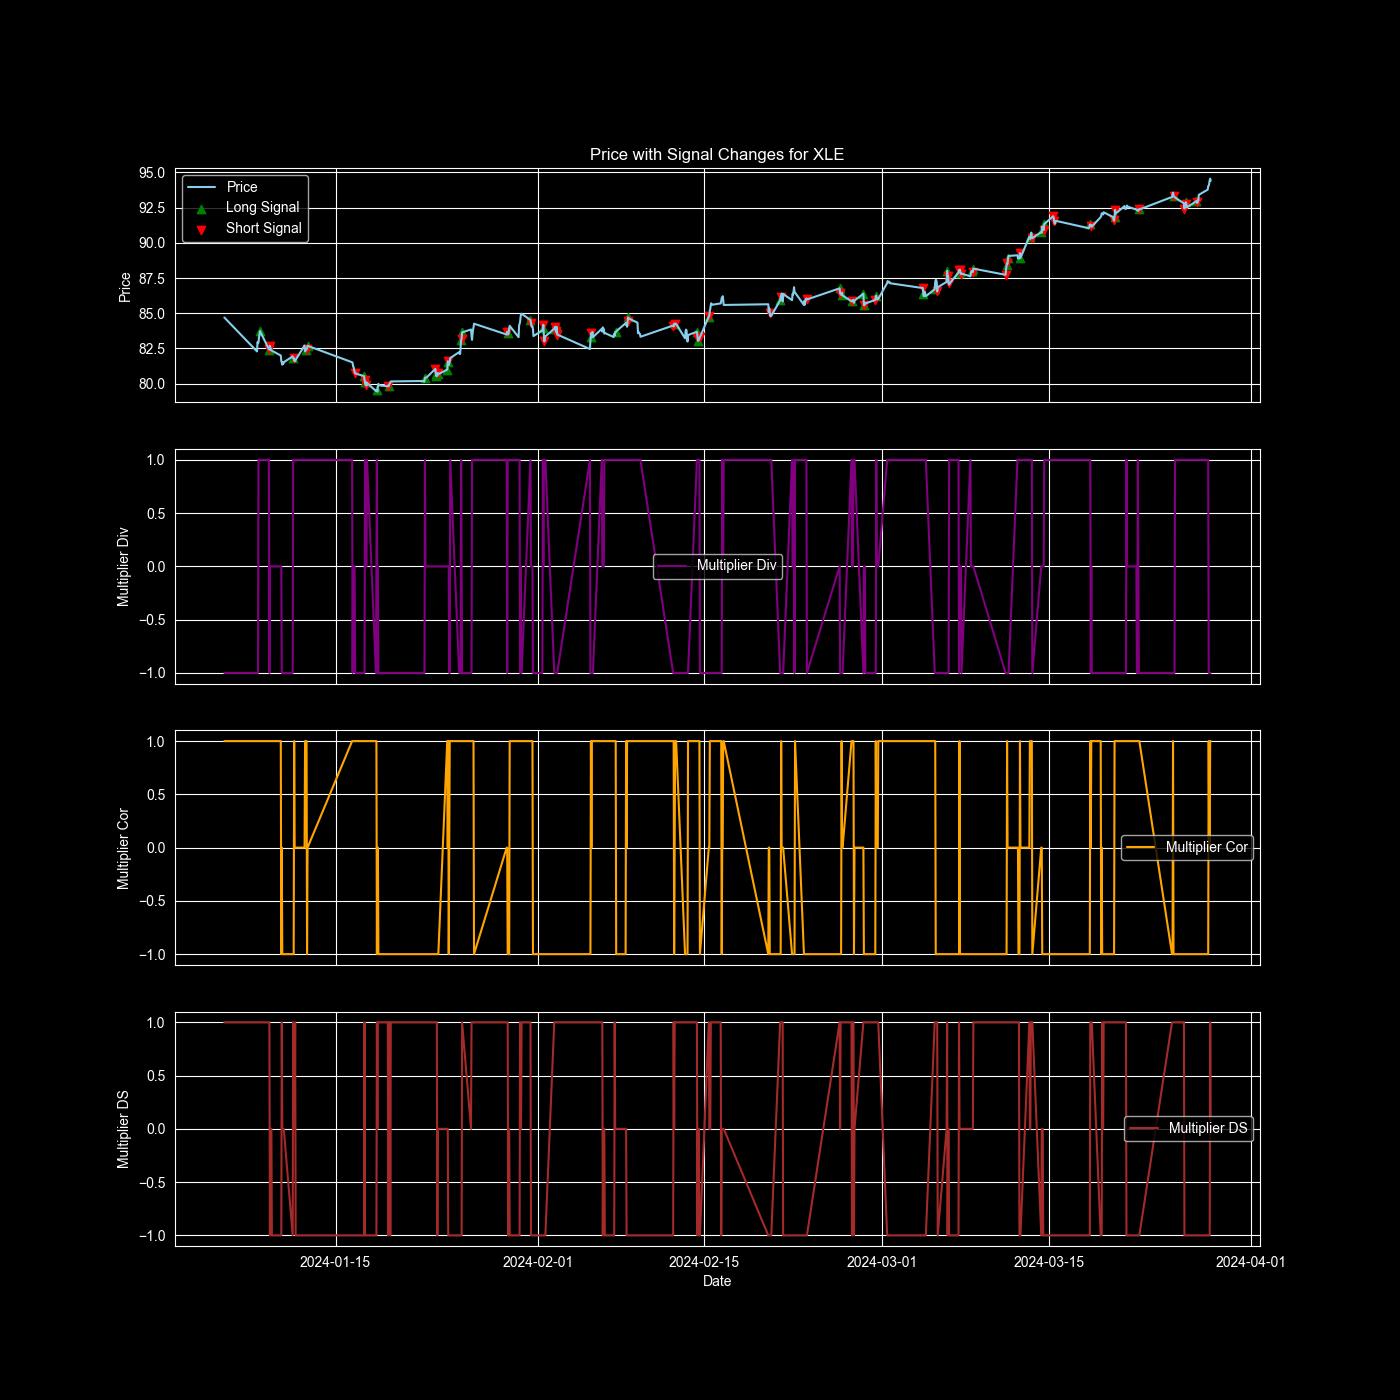 Price with Signal Changes for XLE
95.0
92.5
90.0
87.5
85.0
82.5
80.0
Price
Price
Long Signal
Short Signal
1.0
0.5
0.0
−0.5
−1.0
Multiplier Div
Multiplier Div
1.0
0.5
0.0
−0.5
−1.0
Multiplier Cor
Multiplier Cor
1.0
0.5
0.0
−0.5
−1.0
Multiplier DS
Multiplier DS
2024-01-15 2024-02-01 2024-02-15 2024-03-01 2024-03-15 2024-04-01
Date